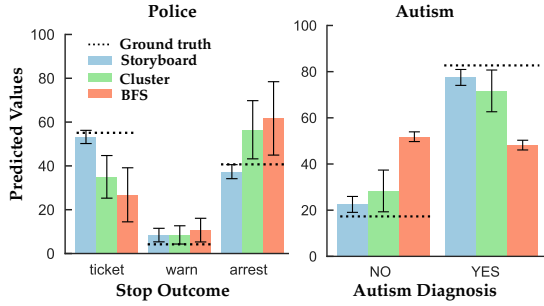 Police
Autism
Predicted Values
100
80
60
40
20
0
Ground truth
Storyboard
Cluster
BFS
ticket
warn
arrest
Stop Outcome
100
80
60
40
20
0
NO
YES
Autism Diagnosis